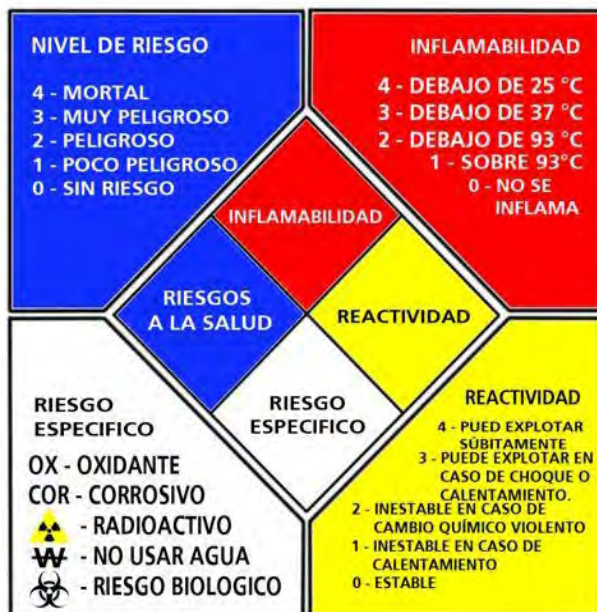 NIVEL DE RIESGO
4 - MORTAL
3 - MUY PELIGROSO
2 - PELIGROSO
1 - POCO PELIGROSO
0 - SIN RIESGO
INFLAMABILIDAD
4 - DEBAJO DE 25 °C
3 - DEBAJO DE 37 °C
2 - DEBAJO DE 93 °C
1 - SOBRE 93°C
0 - NO SE
INFLAMA
INFLAMABILIDAD
RIESGOS
A LA SALUD
REACTIVIDAD
RIESGO
ESPECIFICO
RIESGO
ESPECIFICO
OX - OXIDANTE
COR - CORROSIVO
- RADIOACTIVO
W - NO USAR AGUA
- RIESGO BIOLOGICO
REACTIVIDAD
4 - PUED EXPLOTAR
SÚBITAMENTE
3 - PUEDE EXPLOTAR EN
CASO DE CHOQUE O
CALENTAMIENTO.
2 - INESTABLE EN CASO DE
CAMBIO QUÍMICO VIOLENTO
1 - INESTABLE EN CASO DE
CALENTAMIENTO
0 - ESTABLE